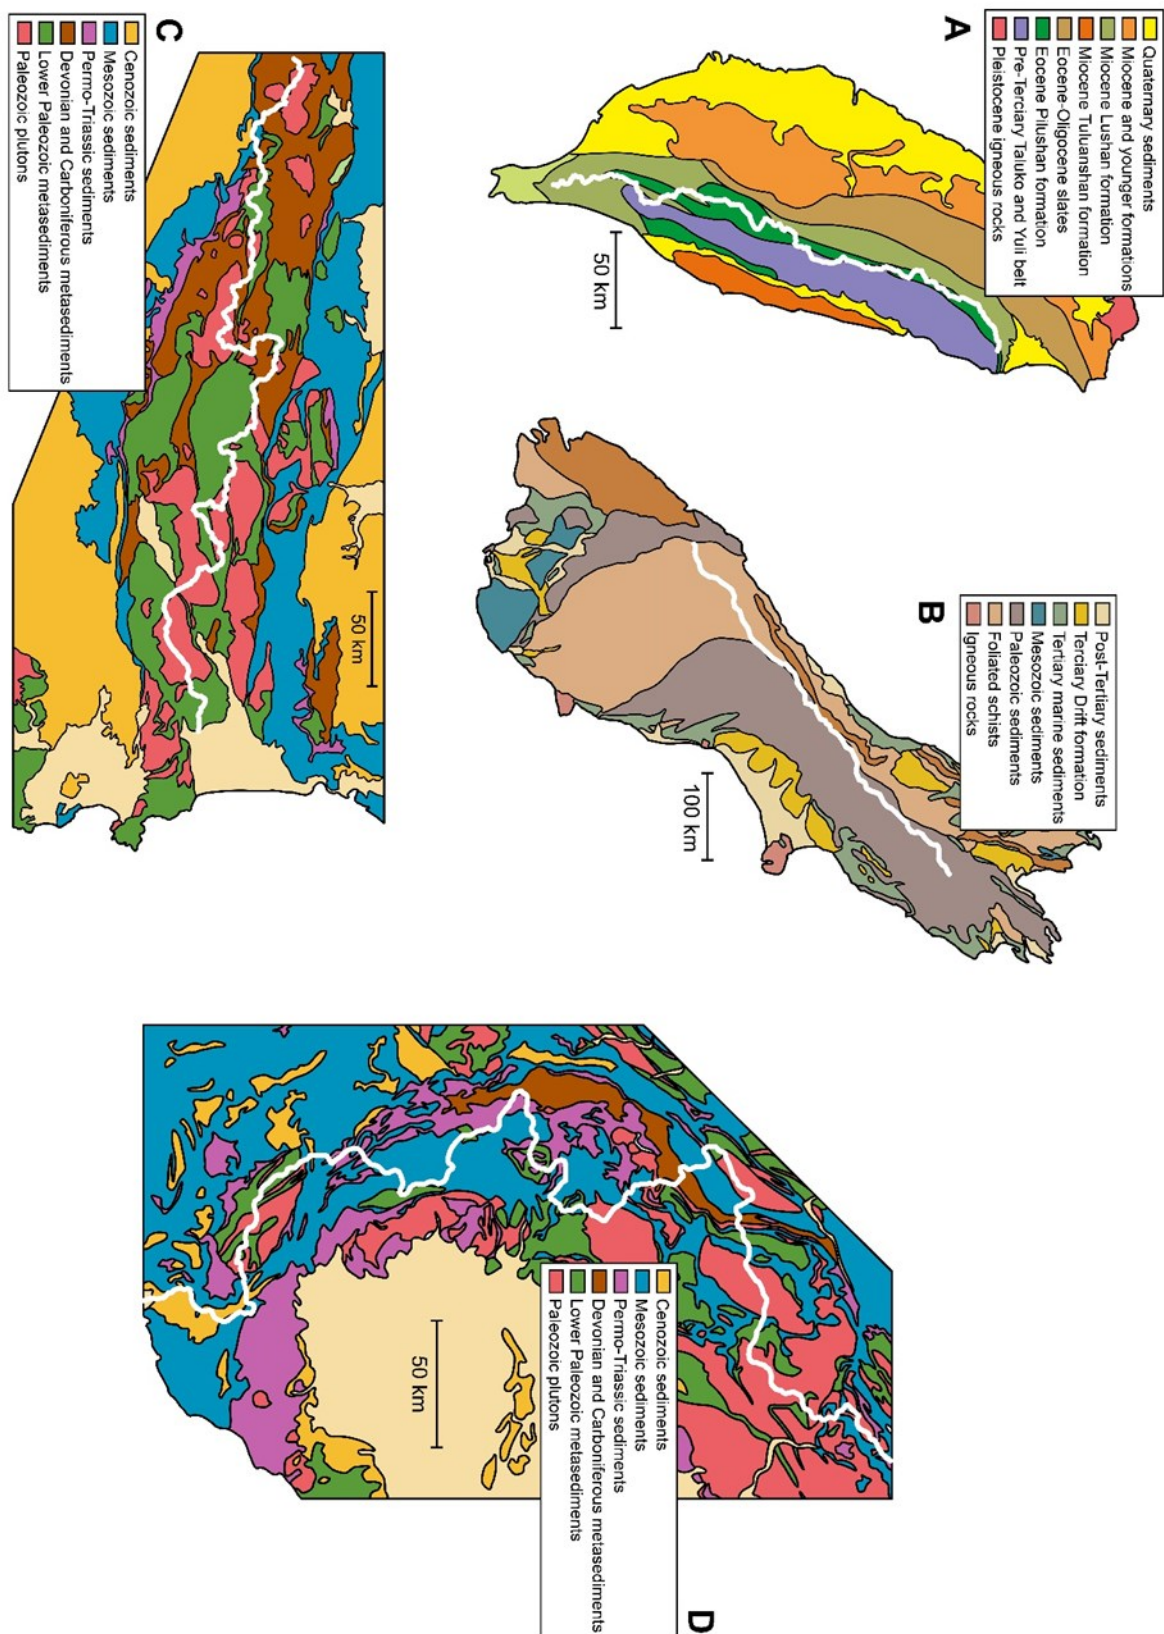 A
Quaternary sediments
Miocene and younger formations
Miocene Lushan formation
Miocene Tuluanshan formation
Eocene-Oligocene slates
Eocene Pilushan formation
Pre-Terciary Taluko and Yuli belt
Pleistocene igneous rocks
50 km
B
Post-Tertiary sediments
Terciary Drift formation
Tertiary marine sediments
Mesozoic sediments
Paleozoic sediments
Foliated schists
Igneous rocks
100 km
C
Cenozoic sediments
Mesozoic sediments
Permo-Triassic sediments
Devonian and Carboniferous metasediments
Lower Paleozoic metasediments
Paleozoic plutons
50 km
D
Cenozoic sediments
Mesozoic sediments
Permo-Triassic sediments
Devonian and Carboniferous metasediments
Lower Paleozoic metasediments
Paleozoic plutons
50 km